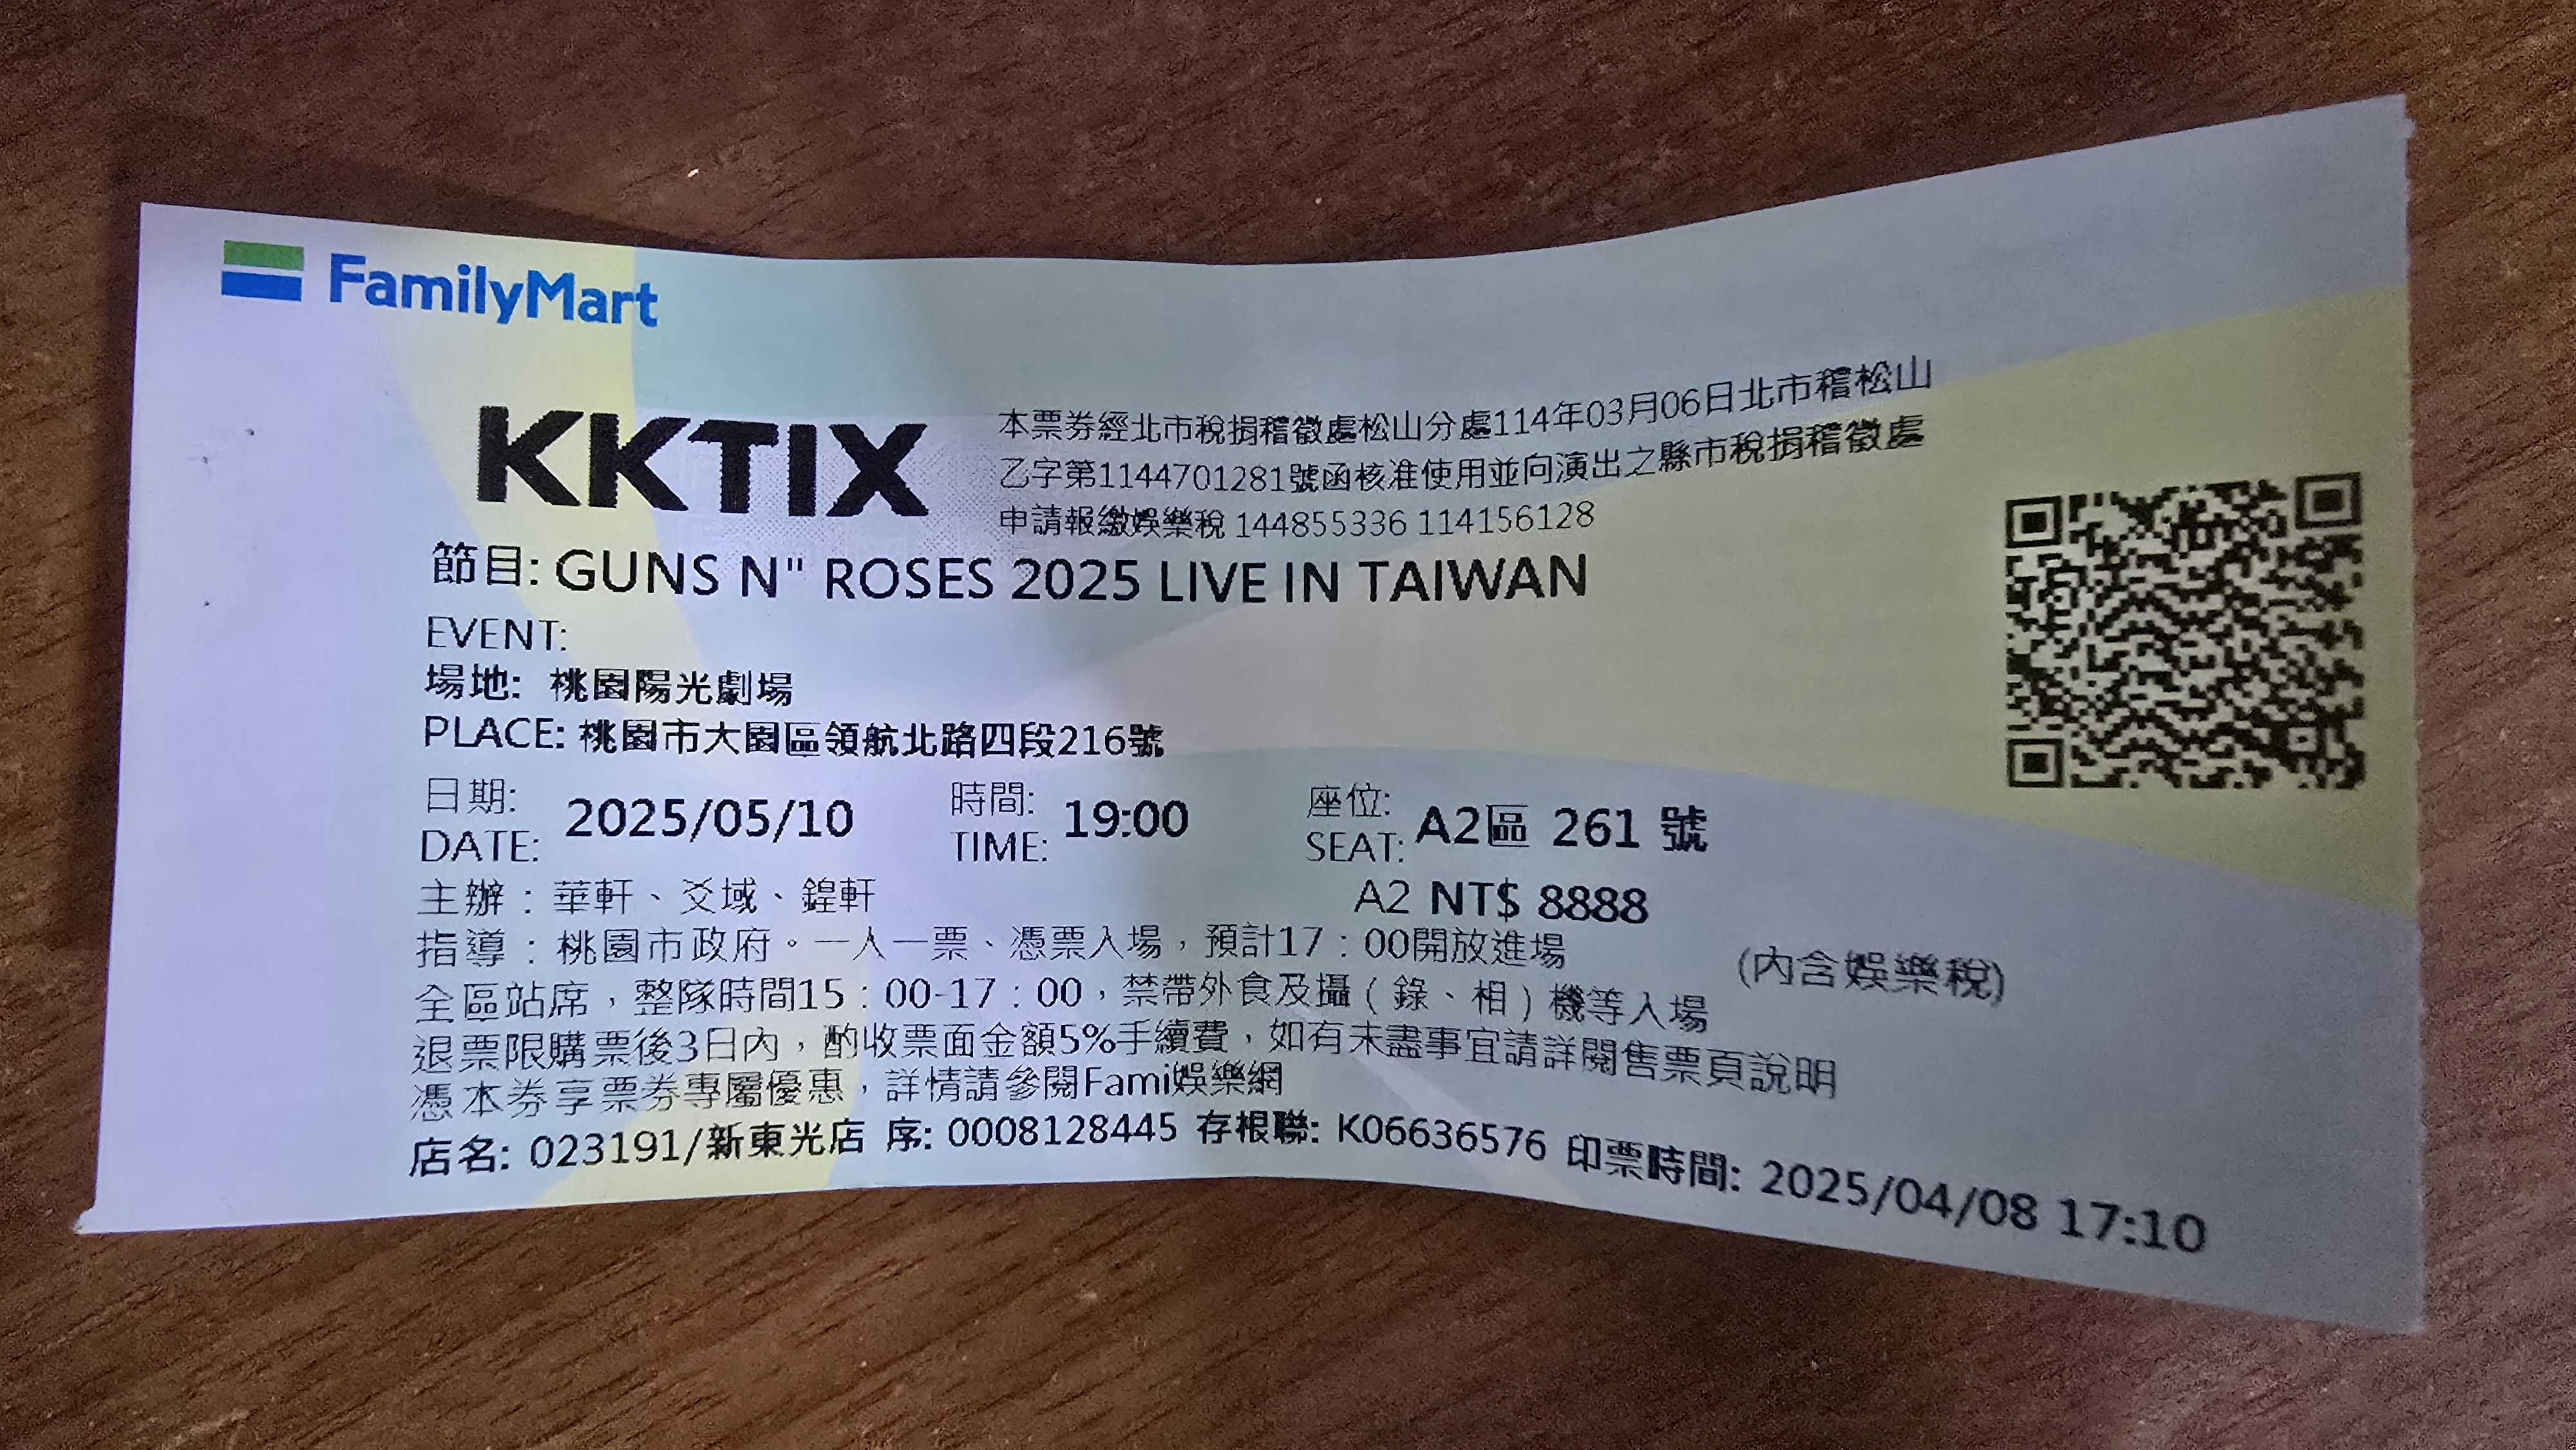 FamilyMart
KKTIX
本票券經北市稅捐稽徵處松山分處114年03月06日北市稽松山
乙字第1144701281號函核准使用並向演出之縣市稅捐稽徵處
申請報繳娛樂稅 144855336 114156128
節目: GUNS N" ROSES 2025 LIVE IN TAIWAN
EVENT:
場地: 桃園陽光劇場
PLACE: 桃園市大園區領航北路四段216號
日期: 時間: 座位:
DATE: 2025/05/10 TIME: 19:00 SEAT: A2區 261 號
主辦：華軒、爻域、鍠軒 A2 NT$ 8888
指導：桃園市政府。一人一票、憑票入場，預計17：00開放進場
(內含娛樂稅)
全區站席，整隊時間15：00-17：00，禁帶外食及攝（錄、相）機等入場
退票限購票後3日內，酌收票面金額5%手續費，如有未盡事宜請詳閱售票頁說明
憑本券享票券專屬優惠，詳情請參閱Fami娛樂網
店名: 023191/新東光店 序: 0008128445 存根聯: K06636576 印票時間: 2025/04/08 17:10